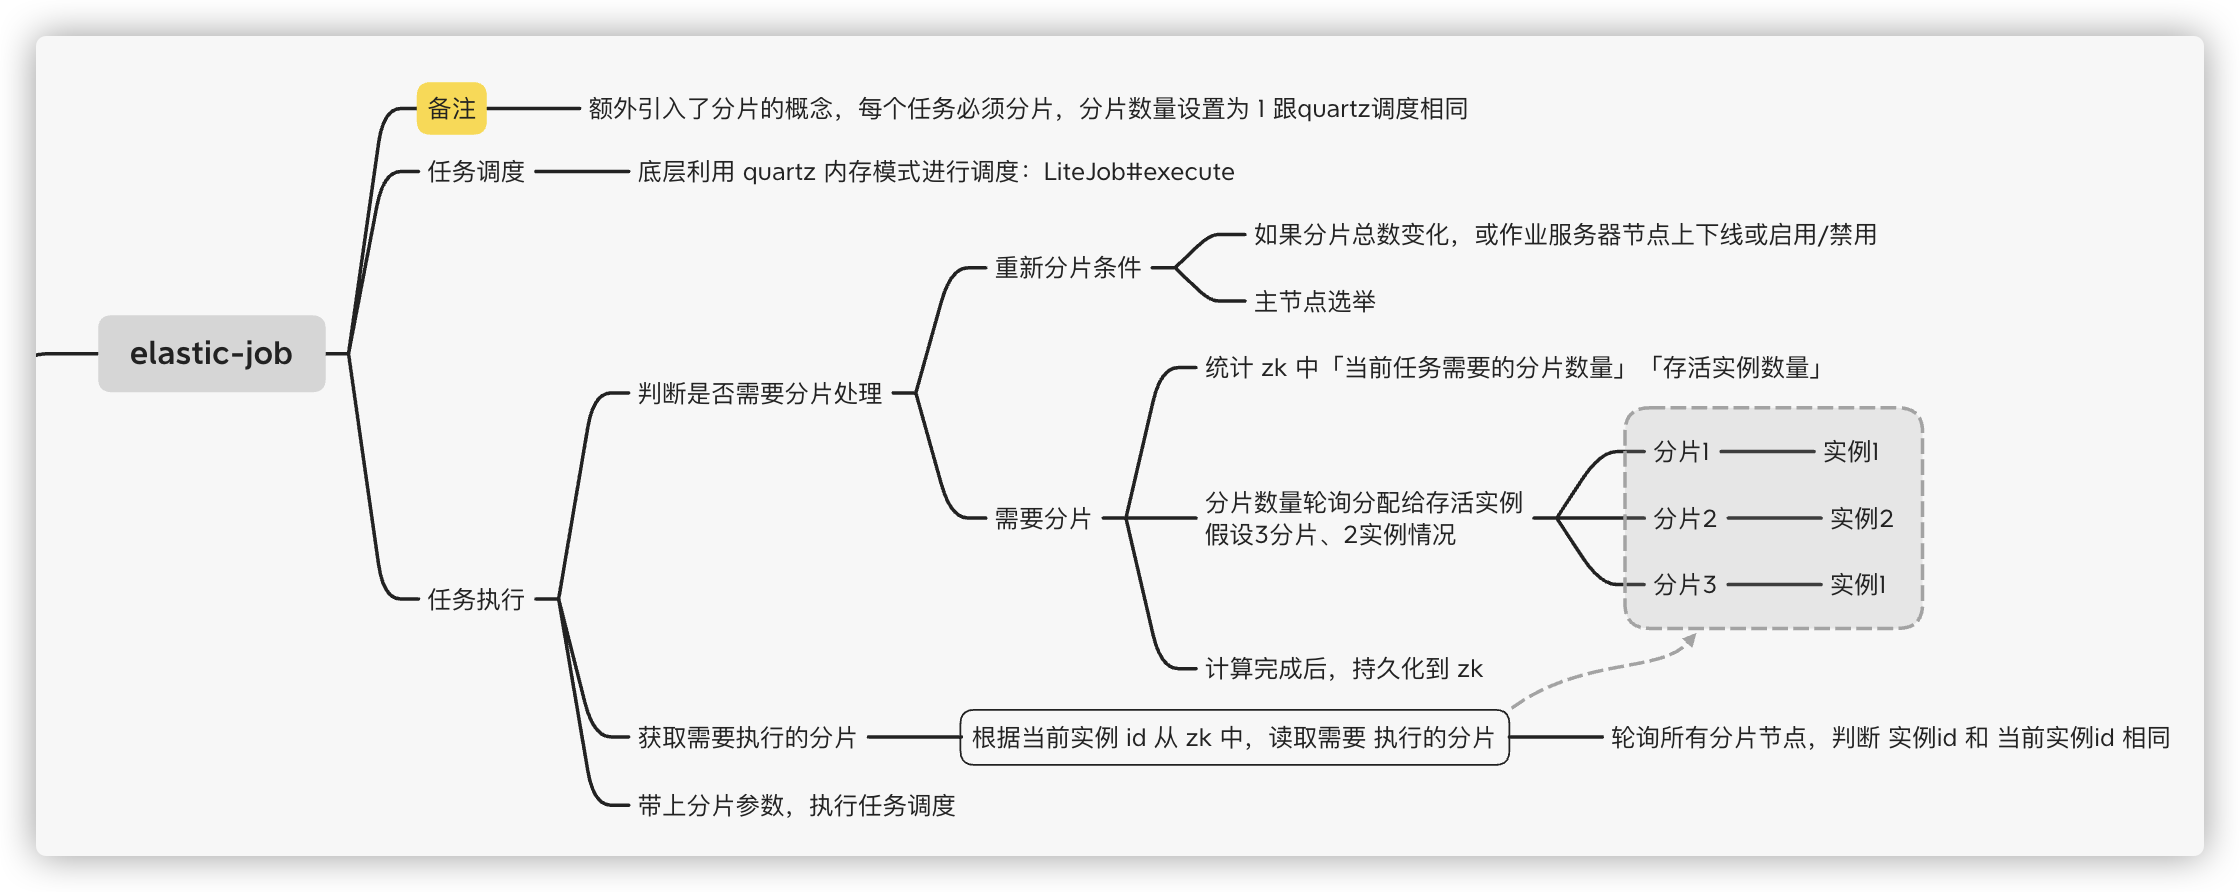 备注
额外引入了分片的概念，每个任务必须分片，分片数量设置为 1 跟quartz调度相同
任务调度
底层利用 quartz 内存模式进行调度：LiteJob#execute
如果分片总数变化，或作业服务器节点上下线或启用/禁用
重新分片条件
主节点选举
elastic-job
判断是否需要分片处理
统计 zk 中「当前任务需要的分片数量」「存活实例数量」
分片1
实例1
需要分片
分片数量轮询分配给存活实例
假设3分片、2实例情况
分片2
实例2
分片3
实例1
任务执行
计算完成后，持久化到 zk
获取需要执行的分片
根据当前实例 id 从 zk 中，读取需要 执行的分片
轮询所有分片节点，判断 实例id 和 当前实例id 相同
带上分片参数，执行任务调度